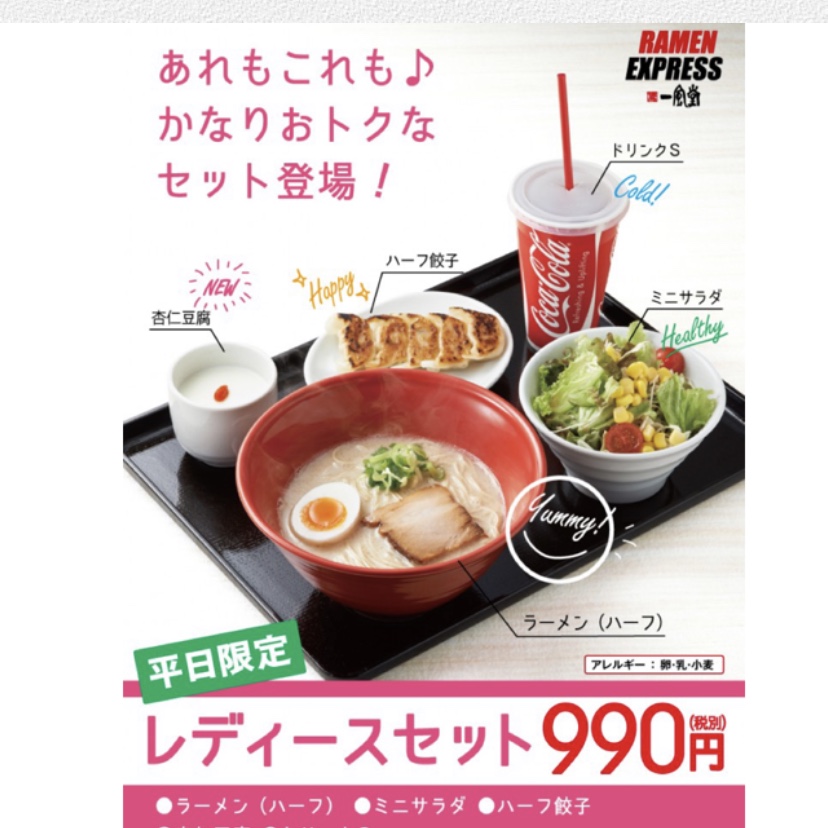 あれもこれも♪
かなりおトクな
セット登場！
RAMEN
EXPRESS
一風堂
ドリンクS
Cold!
ハーフ餃子
Happy
NEW
杏仁豆腐
ミニサラダ
Healthy
Coca-Cola
Refreshing & Uplifting
Yummy!
ラーメン（ハーフ）
アレルギー：卵・乳・小麦
平日限定
レディースセット990円(税別)
●ラーメン（ハーフ） ●ミニサラダ ●ハーフ餃子